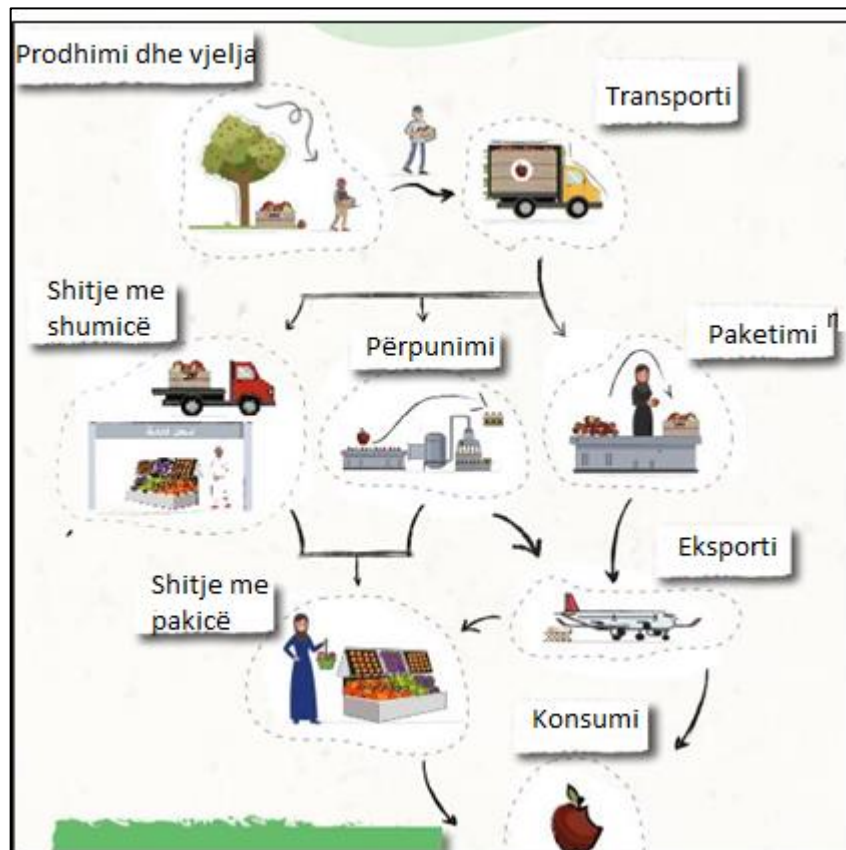 Prodhimi dhe vjelja
Transporti
Shitje me
shumicë
Përpunimi
Paketimi
Eksporti
Shitje me
pakicë
Konsumi